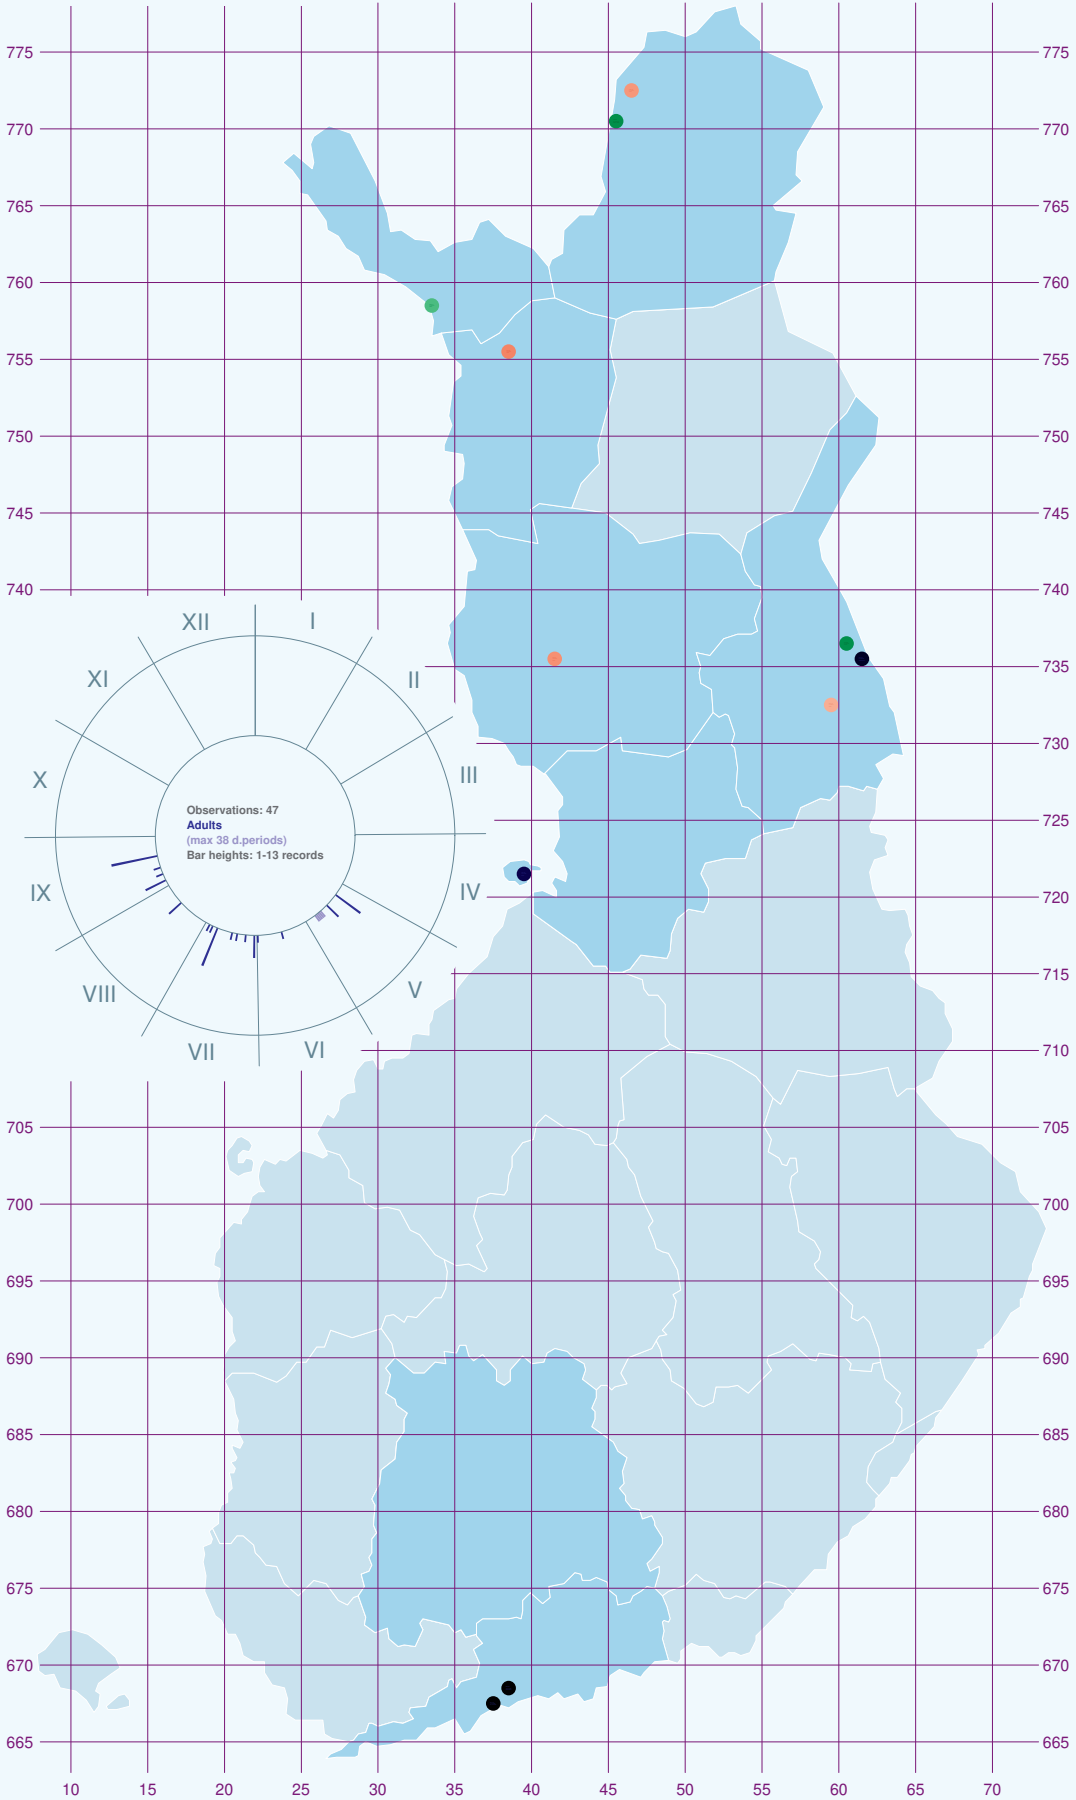 775 775
770 770
765 765
760 760
755 755
750 750
745 745
740 740
XII I
XI II
735
X III
730
Observations: 47
Adults
(max 38 d.periods)
Bar heights: 1-13 records
725
IX IV
720
VIII V
715
VII VI
710
705 705
700 700
695 695
690 690
685 685
680 680
675 675
670 670
665 665
10 15 20 25 30 35 40 45 50 55 60 65 70